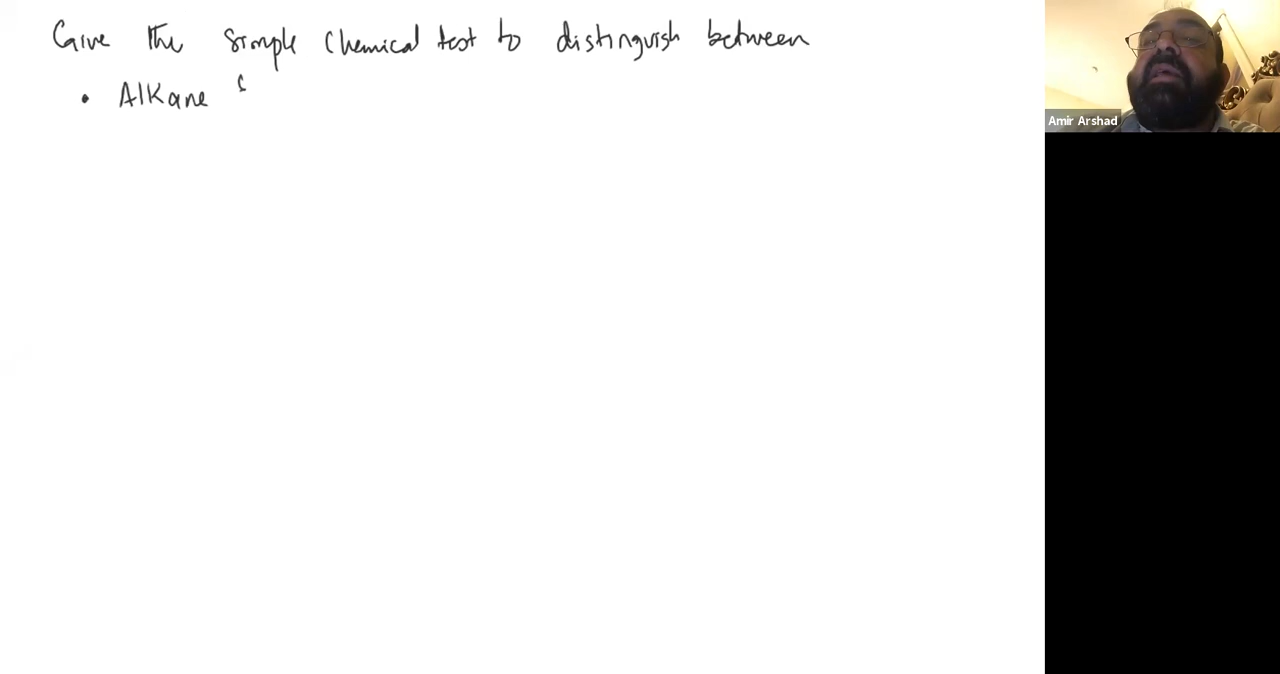 Give the simple chemical test to distinguish between
• Alkane
Amir Arshad